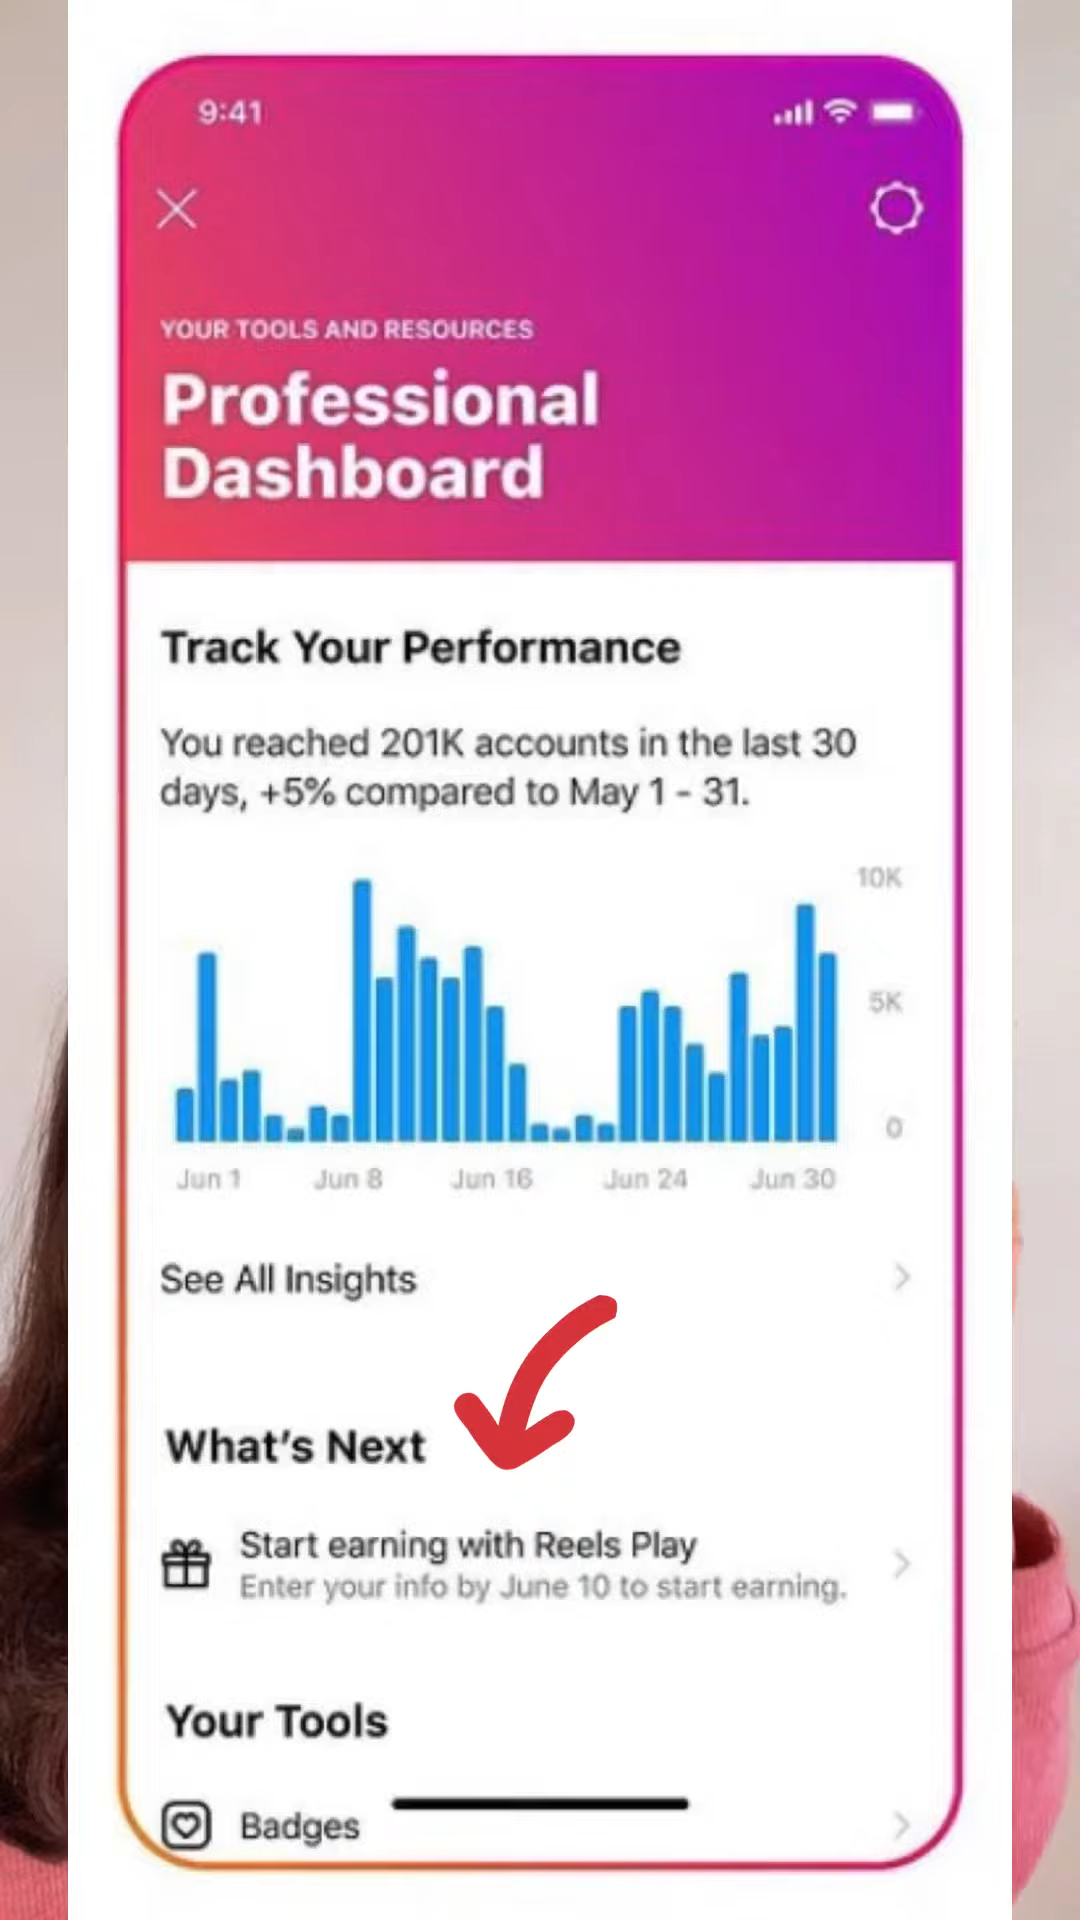 9:41
YOUR TOOLS AND RESOURCES
Professional
Dashboard
Track Your Performance
You reached 201K accounts in the last 30
days, +5% compared to May 1 - 31.
10K
5K
0
Jun 1 Jun 8 Jun 16 Jun 24 Jun 30
See All Insights
What's Next
Start earning with Reels Play
Enter your info by June 10 to start earning.
Your Tools
Badges